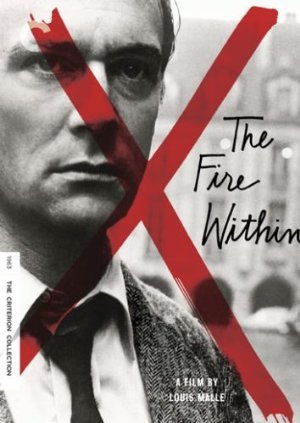 The
Fire
Within
1963
THE CRITERION COLLECTION
A FILM BY
LOUIS MALLE